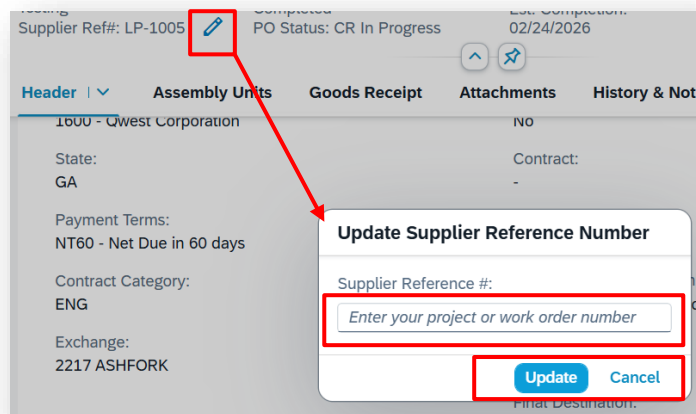 Supplier Ref#: LP-1005
PO Status: CR In Progress
02/24/2026
Header
Assembly Units
Goods Receipt
Attachments
History & Not
1600 - Qwest Corporation
No
State:
GA
Contract:
-
Payment Terms:
NT60 - Net Due in 60 days
Contract Category:
ENG
Exchange:
2217 ASHFORK
Update Supplier Reference Number
Supplier Reference #:
Enter your project or work order number
Update
Cancel
Final Destination: